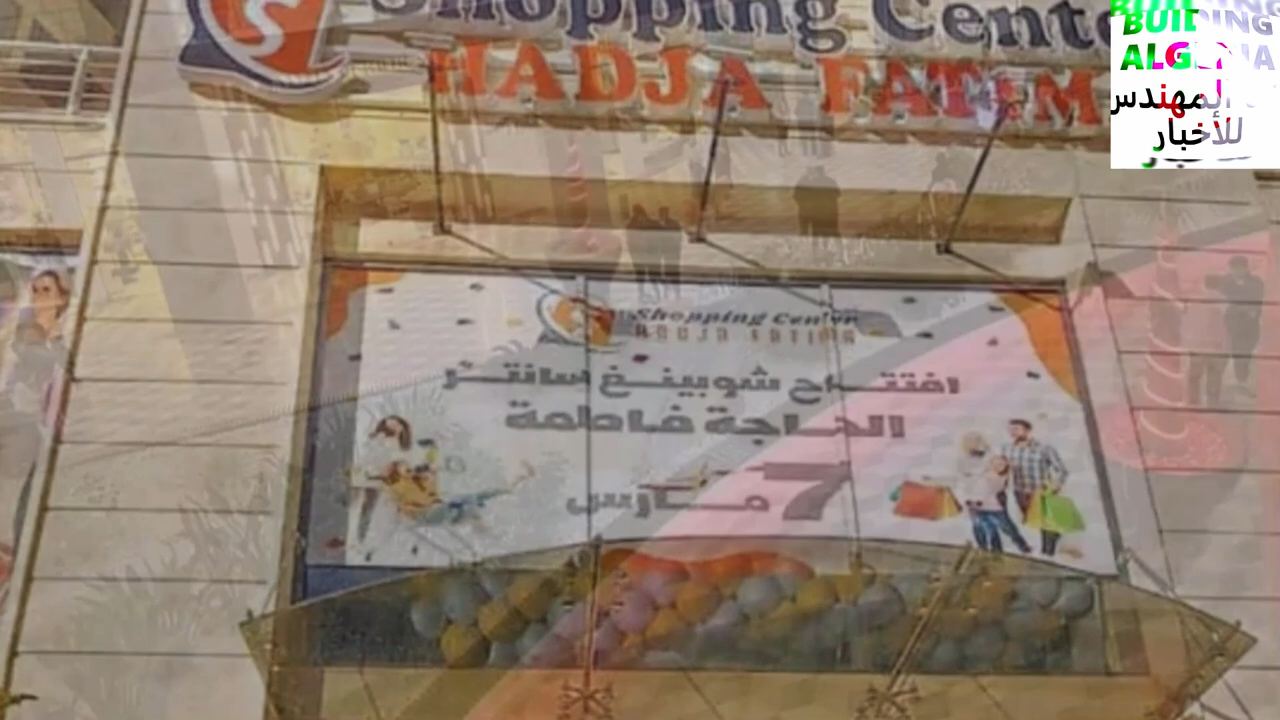 Shopping Cente
HADJA FATIM
BUILDING
ALGERIA
المهندس
للأخبار
Shopping Center
HADJA FATIMA
افتتاح شوبينغ سانتر
الحاجة فاطمة
7 مارس